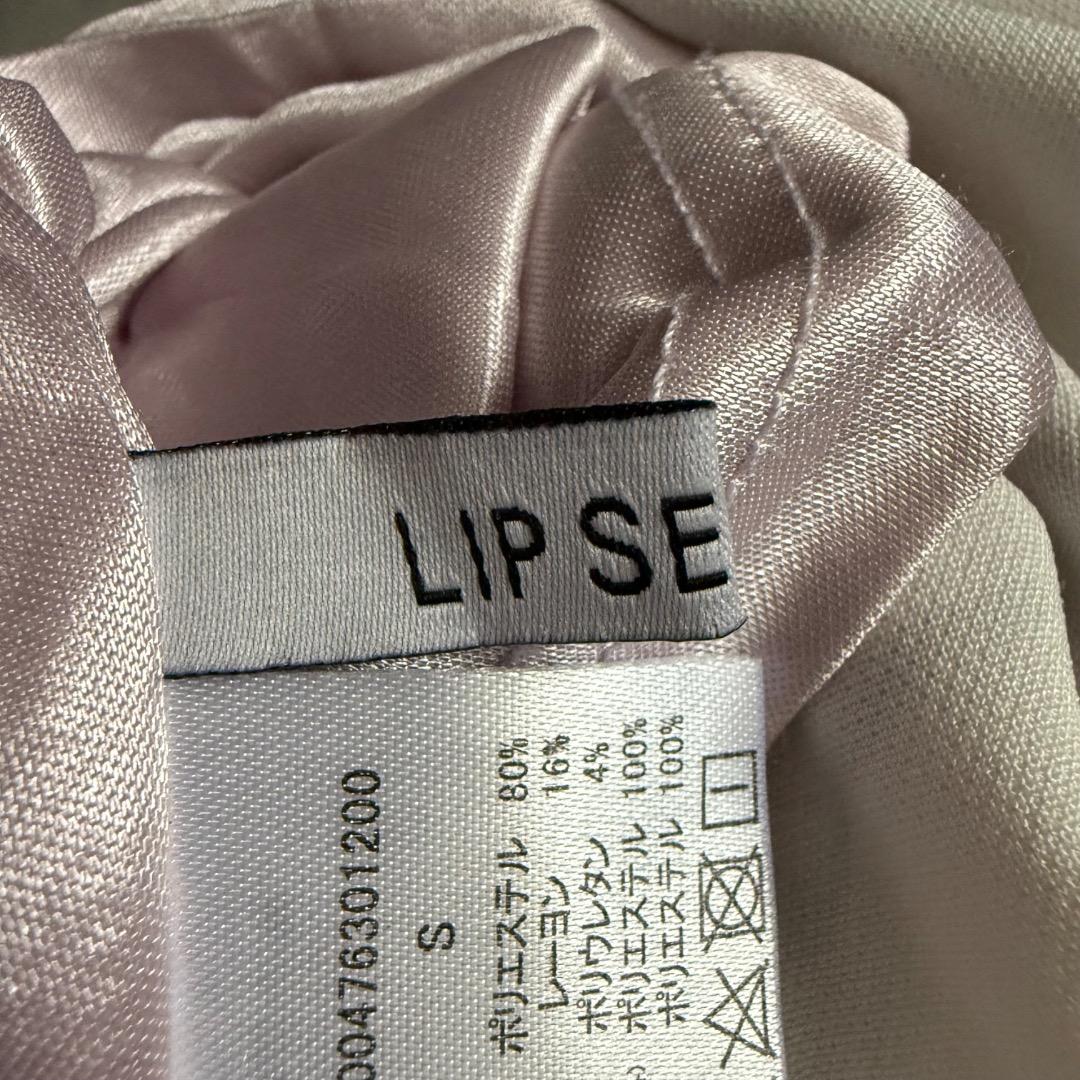 LIP SE
00476301200
S
ポリエステル 80%
レーヨン 16%
ポリウレタン 4%
ポリエステル 100%
ポリエステル 100%